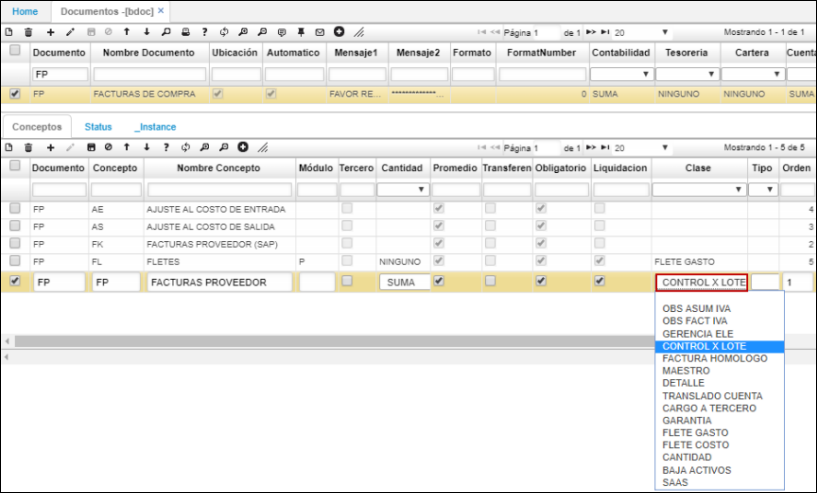 Home Documentos -[bdoc] ×
Página 1 de 1 20 Mostrando 1 - 1 de 1
Documento Nombre Documento Ubicación Automatico Mensaje1 Mensaje2 Formato FormatNumber Contabilidad Tesoreria Cartera Cuenta
FP
FP FACTURAS DE COMPRA FAVOR RE... *************... 0 SUMA NINGUNO NINGUNO SUMA
Conceptos Status _Instance
Página 1 de 1 20 Mostrando 1 - 5 de 5
Documento Concepto Nombre Concepto Módulo Tercero Cantidad Promedio Transferen Obligatorio Liquidacion Clase Tipo Orden
FP AE AJUSTE AL COSTO DE ENTRADA 4
FP AS AJUSTE AL COSTO DE SALIDA 3
FP FK FACTURAS PROVEEDOR (SAP) 2
FP FL FLETES P NINGUNO FLETE GASTO 5
FP FP FACTURAS PROVEEDOR SUMA CONTROL X LOTE 1
OBS ASUM IVA
OBS FACT IVA
GERENCIA ELE
CONTROL X LOTE
FACTURA HOMOLOGO
MAESTRO
DETALLE
TRANSLADO CUENTA
CARGO A TERCERO
GARANTIA
FLETE GASTO
FLETE COSTO
CANTIDAD
BAJA ACTIVOS
SAAS